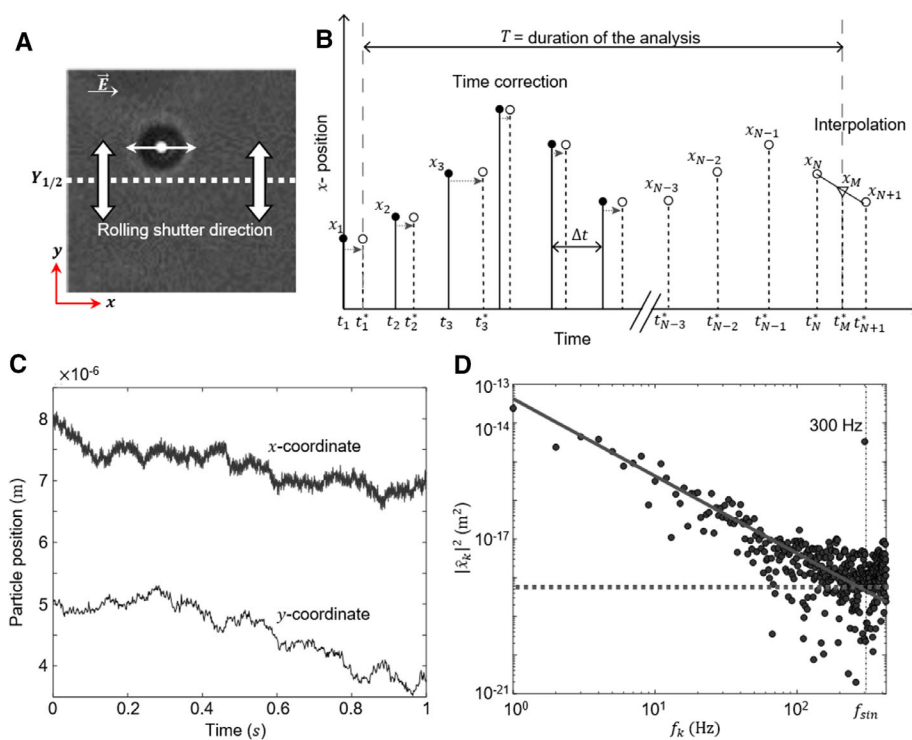 A
E
Y1/2
Rolling shutter direction
y
x
B
T = duration of the analysis
Time correction
Interpolation
x- position
x1
x2
x3
xN−3
xN−2
xN−1
xN
xM
xN+1
Δt
t1 t1* t2 t2* t3 t3* tN−3* tN−2* tN−1* tN* tM* tN+1*
Time
C
×10-6
8
7
5
4
x-coordinate
y-coordinate
Particle position (m)
0 0.2 0.4 0.6 0.8 1
Time (s)
D
10-13
10-14
10-17
10-21
300 Hz
|x̂k|2 (m2)
100 101 102 fsin
fk (Hz)